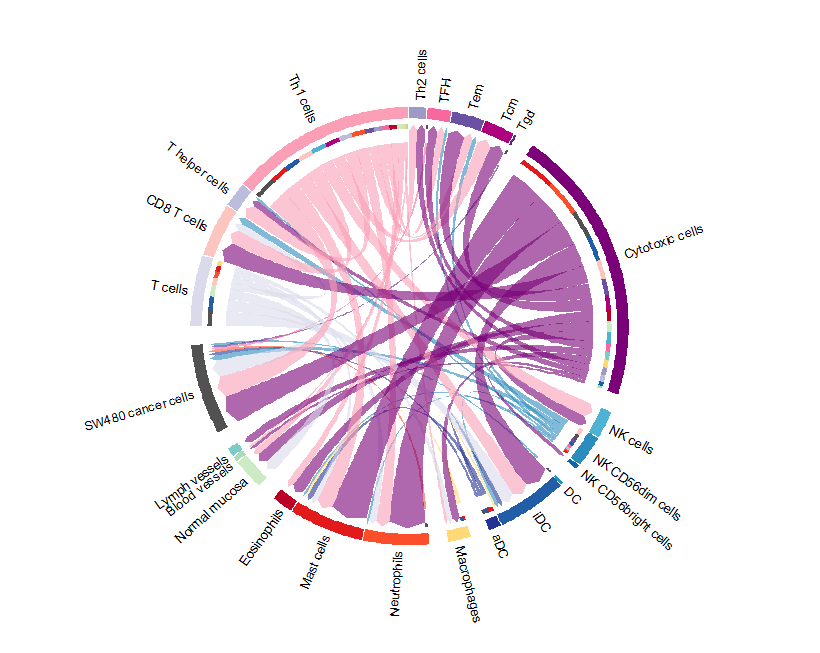 Th1 cells
Th2 cells
TFH
Tem
Tcm
Tgd
Cytotoxic cells
NK cells
NK CD56dim cells
NK CD56bright cells
DC
iDC
aDC
Macrophages
Neutrophils
Mast cells
Eosinophils
Normal mucosa
Blood vessels
Lymph vessels
SW480 cancer cells
T cells
CD8 T cells
T helper cells